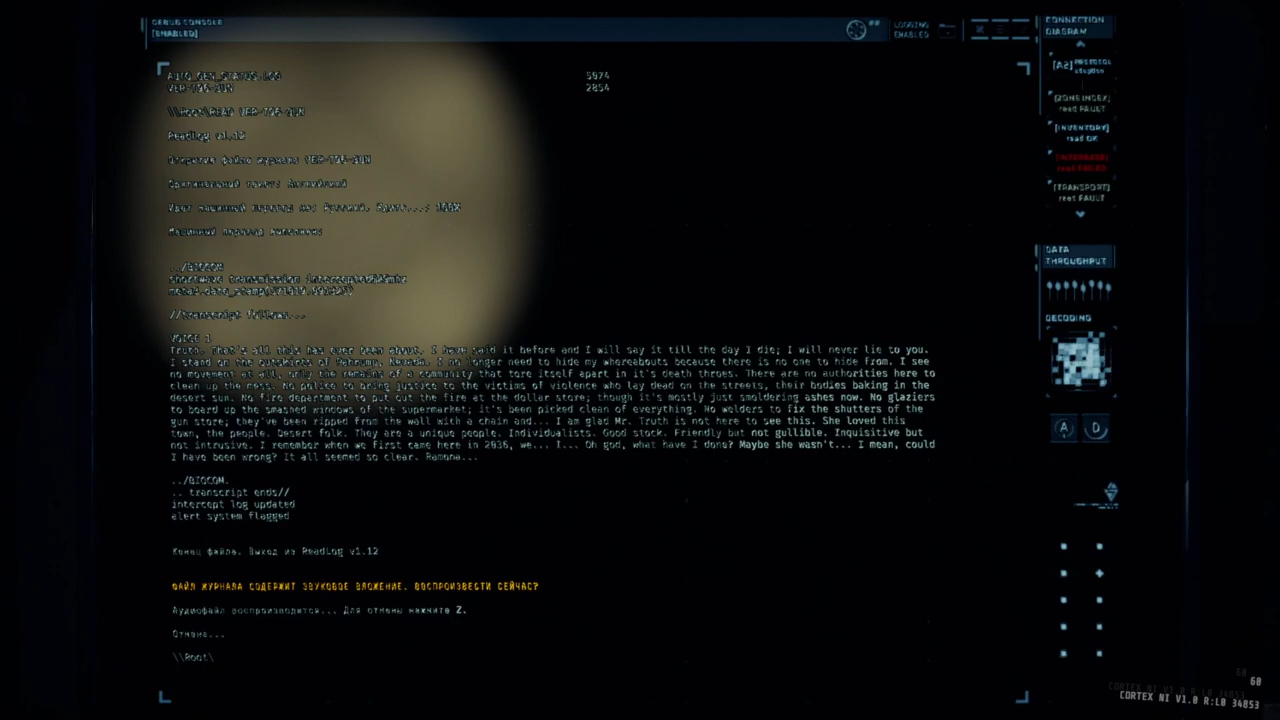 DEBUG CONSOLE
[ENABLED]
LOGGING
ENABLED
CONNECTION
DIAGRAM
AUTO_GEN_STATUS.LOG 5974
2854
ReadLog v1.12
../BIOCOM
//transcript follows...
VOICE 1
Truth. That's all this has ever been about. I have said it before and I will say it till the day I die; I will never lie to you.
I stand on the outskirts of Pahrump, Nevada. I no longer need to hide my whereabouts because there is no one to hide from. I see
no movement at all, only the remains of a community that tore itself apart in it's death throes. There are no authorities here to
clean up the mess. No police to bring justice to the victims of violence who lay dead on the streets, their bodies baking in the
desert sun. No fire department to put out the fire at the dollar store; though it's mostly just smoldering ashes now. No glaziers
to board up the smashed windows of the supermarket; it's been picked clean of everything. No welders to fix the shutters of the
gun store; they've been ripped from the wall with a chain and... I am glad Mr. Truth is not here to see this. She loved this
town, the people. Desert folk. They are a unique people. Individualists. Good stock. Friendly but not gullible. Inquisitive but
not intrusive. I remember when we first came here in 2036, we... I... Oh god, what have I done? Maybe she wasn't... I mean, could
I have been wrong? It all seemed so clear. Ramona...
../BIOCOM.
.. transcript ends//
intercept log updated
alert system flagged
Конец файла. Выход из ReadLog v1.12
ФАЙЛ ЖУРНАЛА СОДЕРЖИТ ЗВУКОВОЕ ВЛОЖЕНИЕ. ВОСПРОИЗВЕСТИ СЕЙЧАС?
Аудиофайл воспроизводится... Для отмены нажмите Z.
Отмена...
\\Root\
[ZONE INDEX]
read FAULT
[INVENTORY]
read OK
[TRANSPORT]
read FAULT
DATA
THROUGHPUT
DECODING
A D
60
CORTEX NI V1.0 R:L0 34853